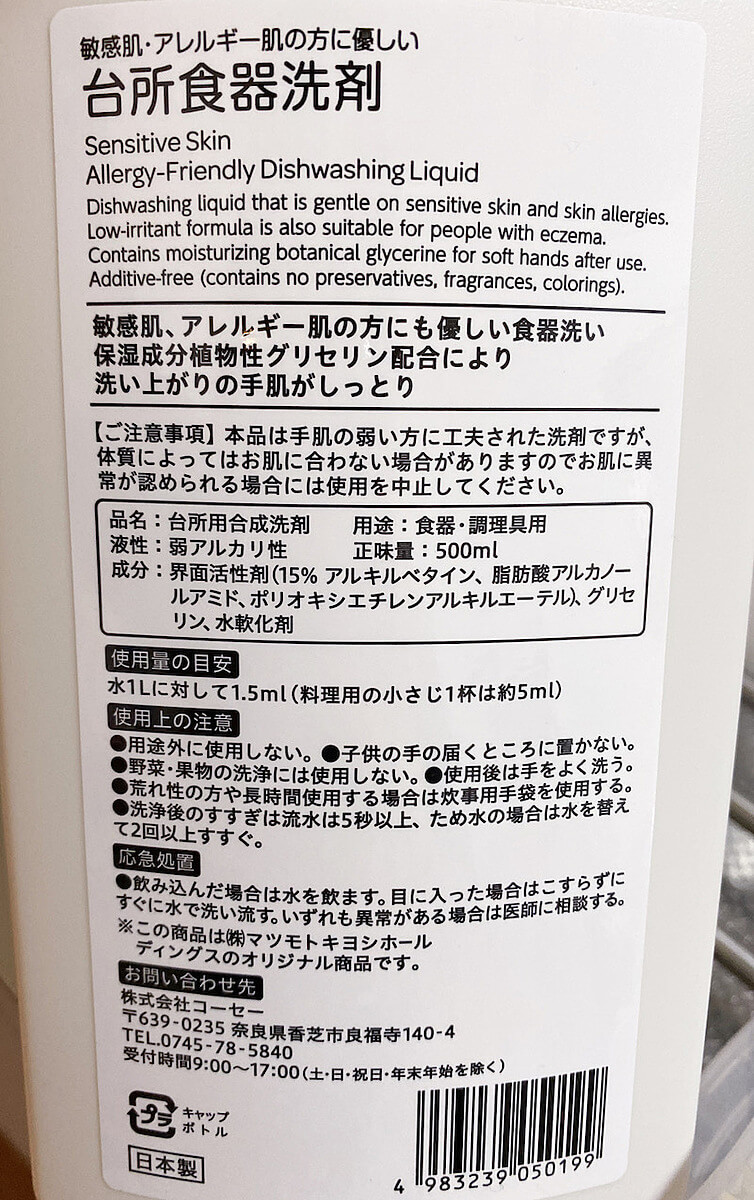 敏感肌・アレルギー肌の方に優しい
台所食器洗剤
Sensitive Skin
Allergy-Friendly Dishwashing Liquid
Dishwashing liquid that is gentle on sensitive skin and skin allergies.
Low-irritant formula is also suitable for people with eczema.
Contains moisturizing botanical glycerine for soft hands after use.
Additive-free (contains no preservatives, fragrances, colorings).
敏感肌、アレルギー肌の方にも優しい食器洗い
保湿成分植物性グリセリン配合により
洗い上がりの手肌がしっとり
【ご注意事項】本品は手肌の弱い方に工夫された洗剤ですが、
体質によってはお肌に合わない場合がありますのでお肌に異
常が認められる場合には使用を中止してください。
品名：台所用合成洗剤 用途：食器・調理具用
液性：弱アルカリ性 正味量：500ml
成分：界面活性剤（15% アルキルベタイン、脂肪酸アルカノー
ルアミド、ポリオキシエチレンアルキルエーテル）、グリセ
リン、水軟化剤
使用量の目安
水1Lに対して1.5ml（料理用の小さじ1杯は約5ml）
使用上の注意
●用途外に使用しない。●子供の手の届くところに置かない。
●野菜・果物の洗浄には使用しない。●使用後は手をよく洗う。
●荒れ性の方や長時間使用する場合は炊事用手袋を使用する。
●洗浄後のすすぎは流水は5秒以上、ため水の場合は水を替え
て2回以上すすぐ。
応急処置
●飲み込んだ場合は水を飲ます。目に入った場合はこすらずに
すぐに水で洗い流す。いずれも異常がある場合は医師に相談する。
※この商品は㈱マツモトキヨシホール
ディングスのオリジナル商品です。
お問い合わせ先
株式会社コーセー
〒639-0235 奈良県香芝市良福寺140-4
TEL.0745-78-5840
受付時間9:00〜17:00（土・日・祝日・年末年始を除く）
プラ キャップ
ボトル
日本製
4 983239 050199